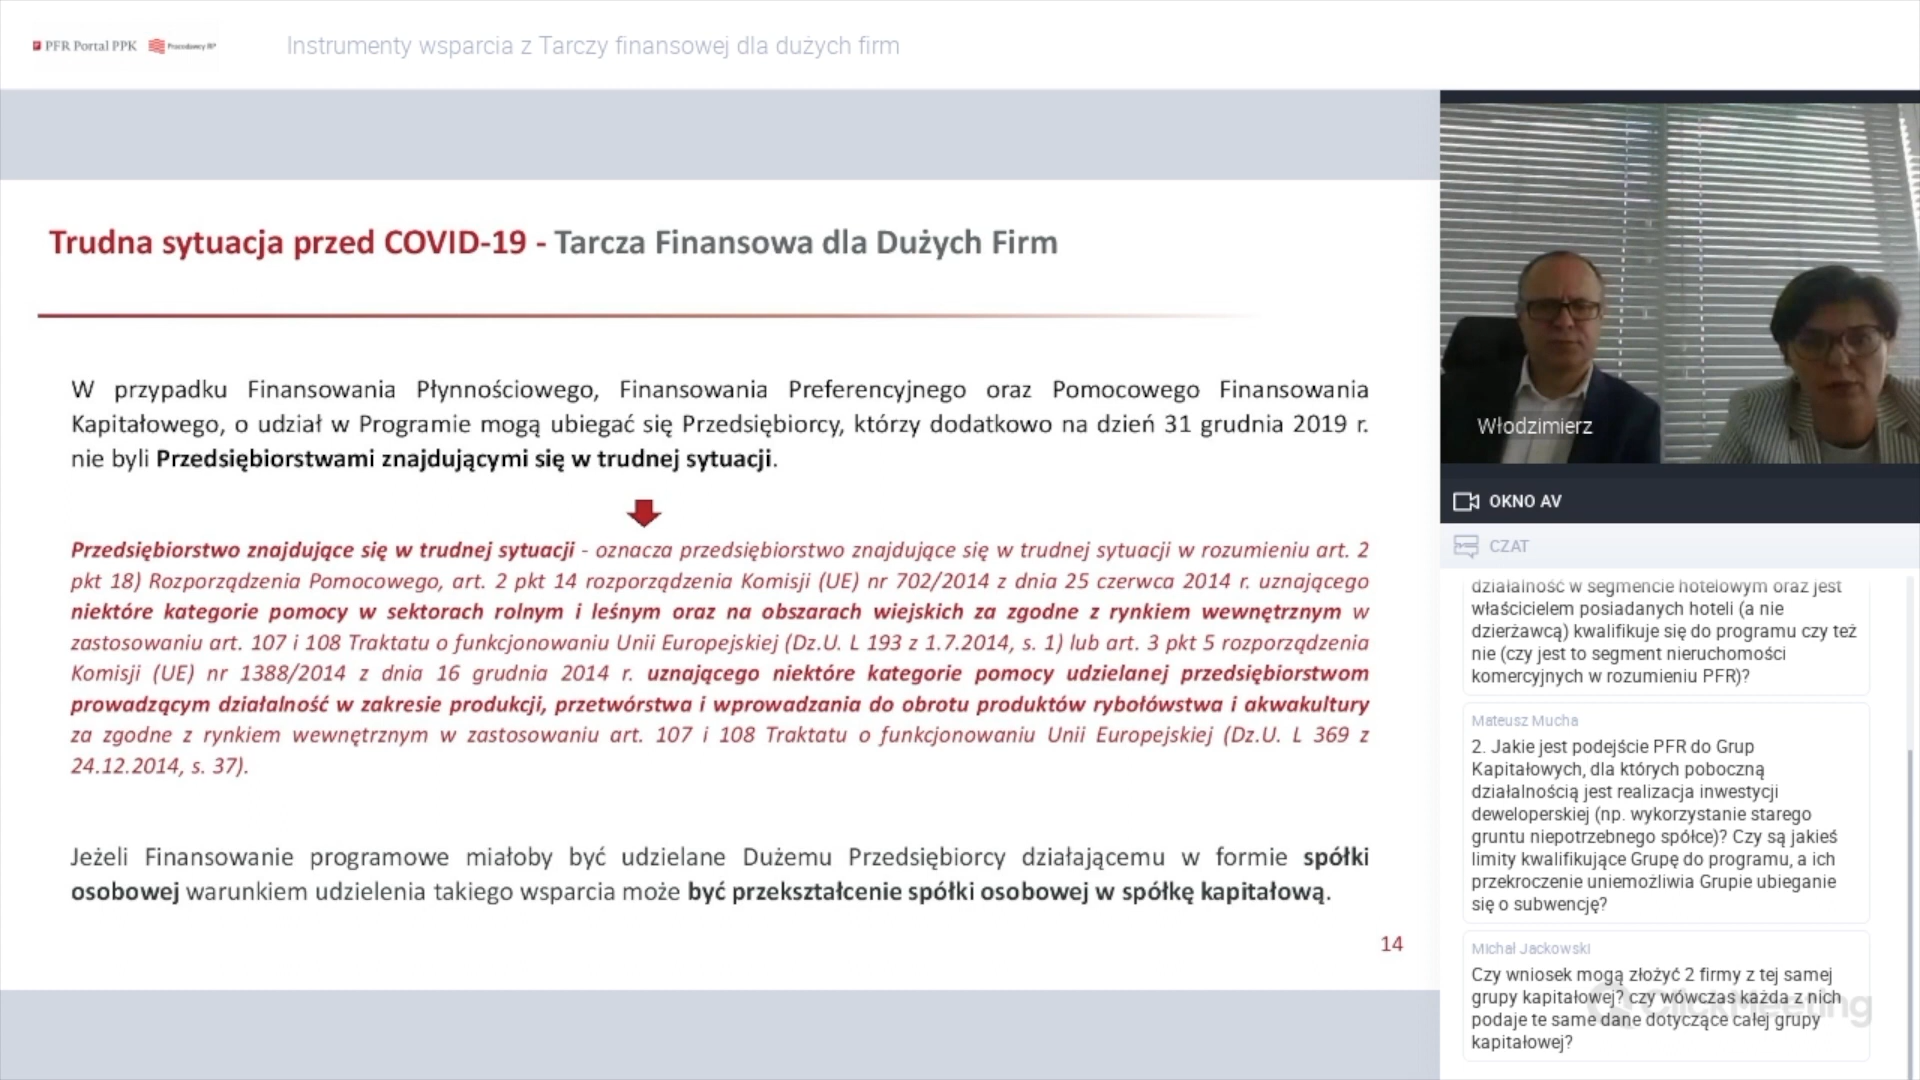 PFR Portal PPK Pracodawcy RP
Instrumenty wsparcia z Tarczy finansowej dla dużych firm
Trudna sytuacja przed COVID-19 - Tarcza Finansowa dla Dużych Firm
W przypadku Finansowania Płynnościowego, Finansowania Preferencyjnego oraz Pomocowego Finansowania
Kapitałowego, o udział w Programie mogą ubiegać się Przedsiębiorcy, którzy dodatkowo na dzień 31 grudnia 2019 r.
nie byli Przedsiębiorstwami znajdującymi się w trudnej sytuacji.
Przedsiębiorstwo znajdujące się w trudnej sytuacji - oznacza przedsiębiorstwo znajdujące się w trudnej sytuacji w rozumieniu art. 2
pkt 18) Rozporządzenia Pomocowego, art. 2 pkt 14 rozporządzenia Komisji (UE) nr 702/2014 z dnia 25 czerwca 2014 r. uznającego
niektóre kategorie pomocy w sektorach rolnym i leśnym oraz na obszarach wiejskich za zgodne z rynkiem wewnętrznym w
zastosowaniu art. 107 i 108 Traktatu o funkcjonowaniu Unii Europejskiej (Dz.U. L 193 z 1.7.2014, s. 1) lub art. 3 pkt 5 rozporządzenia
Komisji (UE) nr 1388/2014 z dnia 16 grudnia 2014 r. uznającego niektóre kategorie pomocy udzielanej przedsiębiorstwom
prowadzącym działalność w zakresie produkcji, przetwórstwa i wprowadzania do obrotu produktów rybołówstwa i akwakultury
za zgodne z rynkiem wewnętrznym w zastosowaniu art. 107 i 108 Traktatu o funkcjonowaniu Unii Europejskiej (Dz.U. L 369 z
24.12.2014, s. 37).
Jeżeli Finansowanie programowe miałoby być udzielane Dużemu Przedsiębiorcy działającemu w formie spółki
osobowej warunkiem udzielenia takiego wsparcia może być przekształcenie spółki osobowej w spółkę kapitałową.
14
Włodzimierz
OKNO AV
CZAT
działalność w segmencie hotelowym oraz jest
właścicielem posiadanych hoteli (a nie
dzierżawcą) kwalifikuje się do programu czy też
nie (czy jest to segment nieruchomości
komercyjnych w rozumieniu PFR)?
Mateusz Mucha
2. Jakie jest podejście PFR do Grup
Kapitałowych, dla których poboczną
działalnością jest realizacja inwestycji
deweloperskiej (np. wykorzystanie starego
gruntu niepotrzebnego spółce)? Czy są jakieś
limity kwalifikujące Grupę do programu, a ich
przekroczenie uniemożliwia Grupie ubieganie
się o subwencję?
Michał Jackowski
Czy wniosek mogą złożyć 2 firmy z tej samej
grupy kapitałowej? czy wówczas każda z nich
podaje te same dane dotyczące całej grupy
kapitałowej?
ClickMeeting